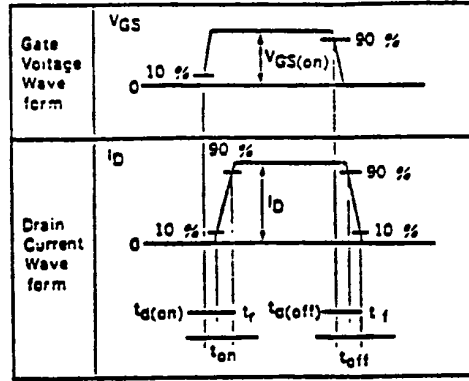 Gate
Voltage
Wave
form
VGS
10 %
0
VGS(on)
90 %
Drain
Current
Wave
form
ID
90 %
10 %
0
ID
90 %
10 %
td(on)
tr
td(off)
tf
ton
toff